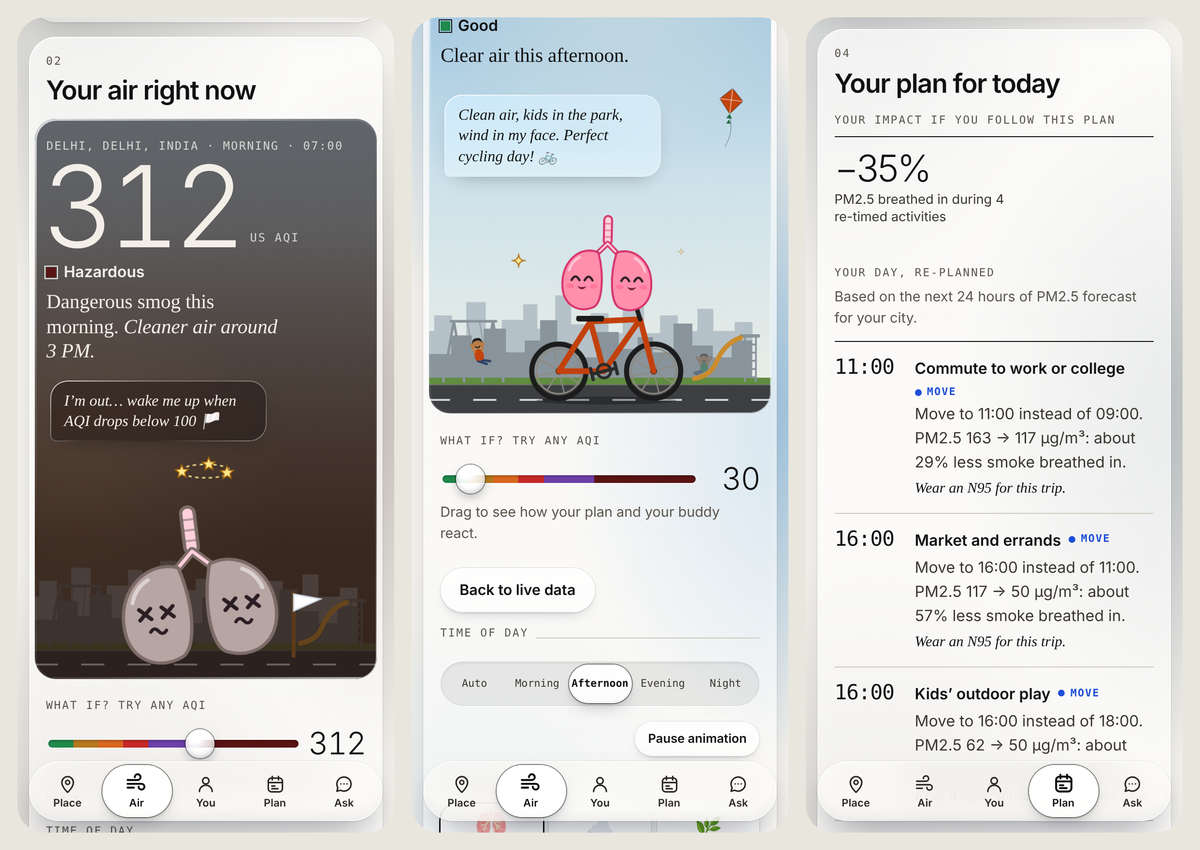 02
Your air right now
DELHI, DELHI, INDIA · MORNING · 07:00
312
US AQI
Hazardous
Dangerous smog this
morning. Cleaner air around
3 PM.
I’m out… wake me up when
AQI drops below 100 🏳️
WHAT IF? TRY ANY AQI
312
Place
Air
You
Plan
Ask
TIME OF DAY
Good
Clear air this afternoon.
Clean air, kids in the park,
wind in my face. Perfect
cycling day! 🚲
WHAT IF? TRY ANY AQI
30
Drag to see how your plan and your buddy
react.
Back to live data
TIME OF DAY
Auto
Morning
Afternoon
Evening
Night
Pause animation
Place
Air
You
Plan
Ask
04
Your plan for today
YOUR IMPACT IF YOU FOLLOW THIS PLAN
−35%
PM2.5 breathed in during 4
re-timed activities
YOUR DAY, RE-PLANNED
Based on the next 24 hours of PM2.5 forecast
for your city.
11:00
Commute to work or college
MOVE
Move to 11:00 instead of 09:00.
PM2.5 163 → 117 µg/m³: about
29% less smoke breathed in.
Wear an N95 for this trip.
16:00
Market and errands
MOVE
Move to 16:00 instead of 11:00.
PM2.5 117 → 50 µg/m³: about
57% less smoke breathed in.
Wear an N95 for this trip.
16:00
Kids’ outdoor play
MOVE
Move to 16:00 instead of 18:00.
PM2.5 62 → 50 µg/m³: about
Place
Air
You
Plan
Ask